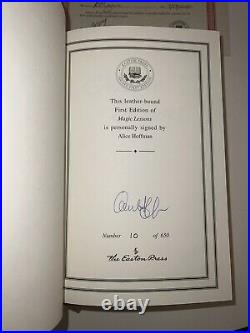 This leather-bound
First Edition of
Magic Lessons
is personally signed by
Alice Hoffman
Number 10 of 650
The Easton Press